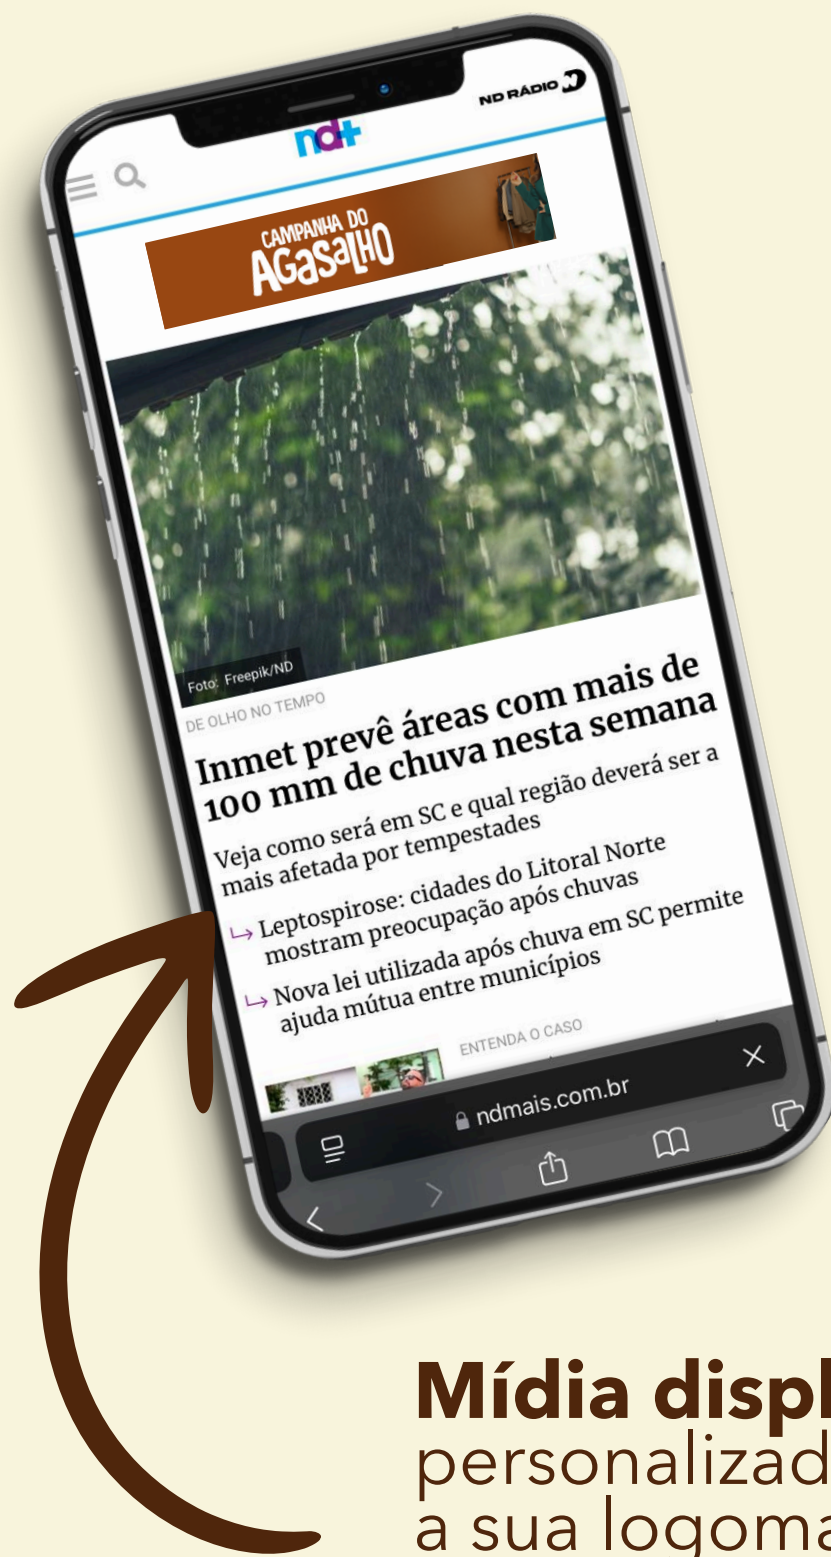 nd+
ND RÁDIO
CAMPANHA DO
AGASALHO
Foto: Freepik/ND
DE OLHO NO TEMPO
Inmet prevê áreas com mais de
100 mm de chuva nesta semana
Veja como será em SC e qual região deverá ser a
mais afetada por tempestades
Leptospirose: cidades do Litoral Norte
mostram preocupação após chuvas
Nova lei utilizada após chuva em SC permite
ajuda mútua entre municípios
ENTENDA O CASO
ndmais.com.br
Mídia displ
personalizad
a sua logoma